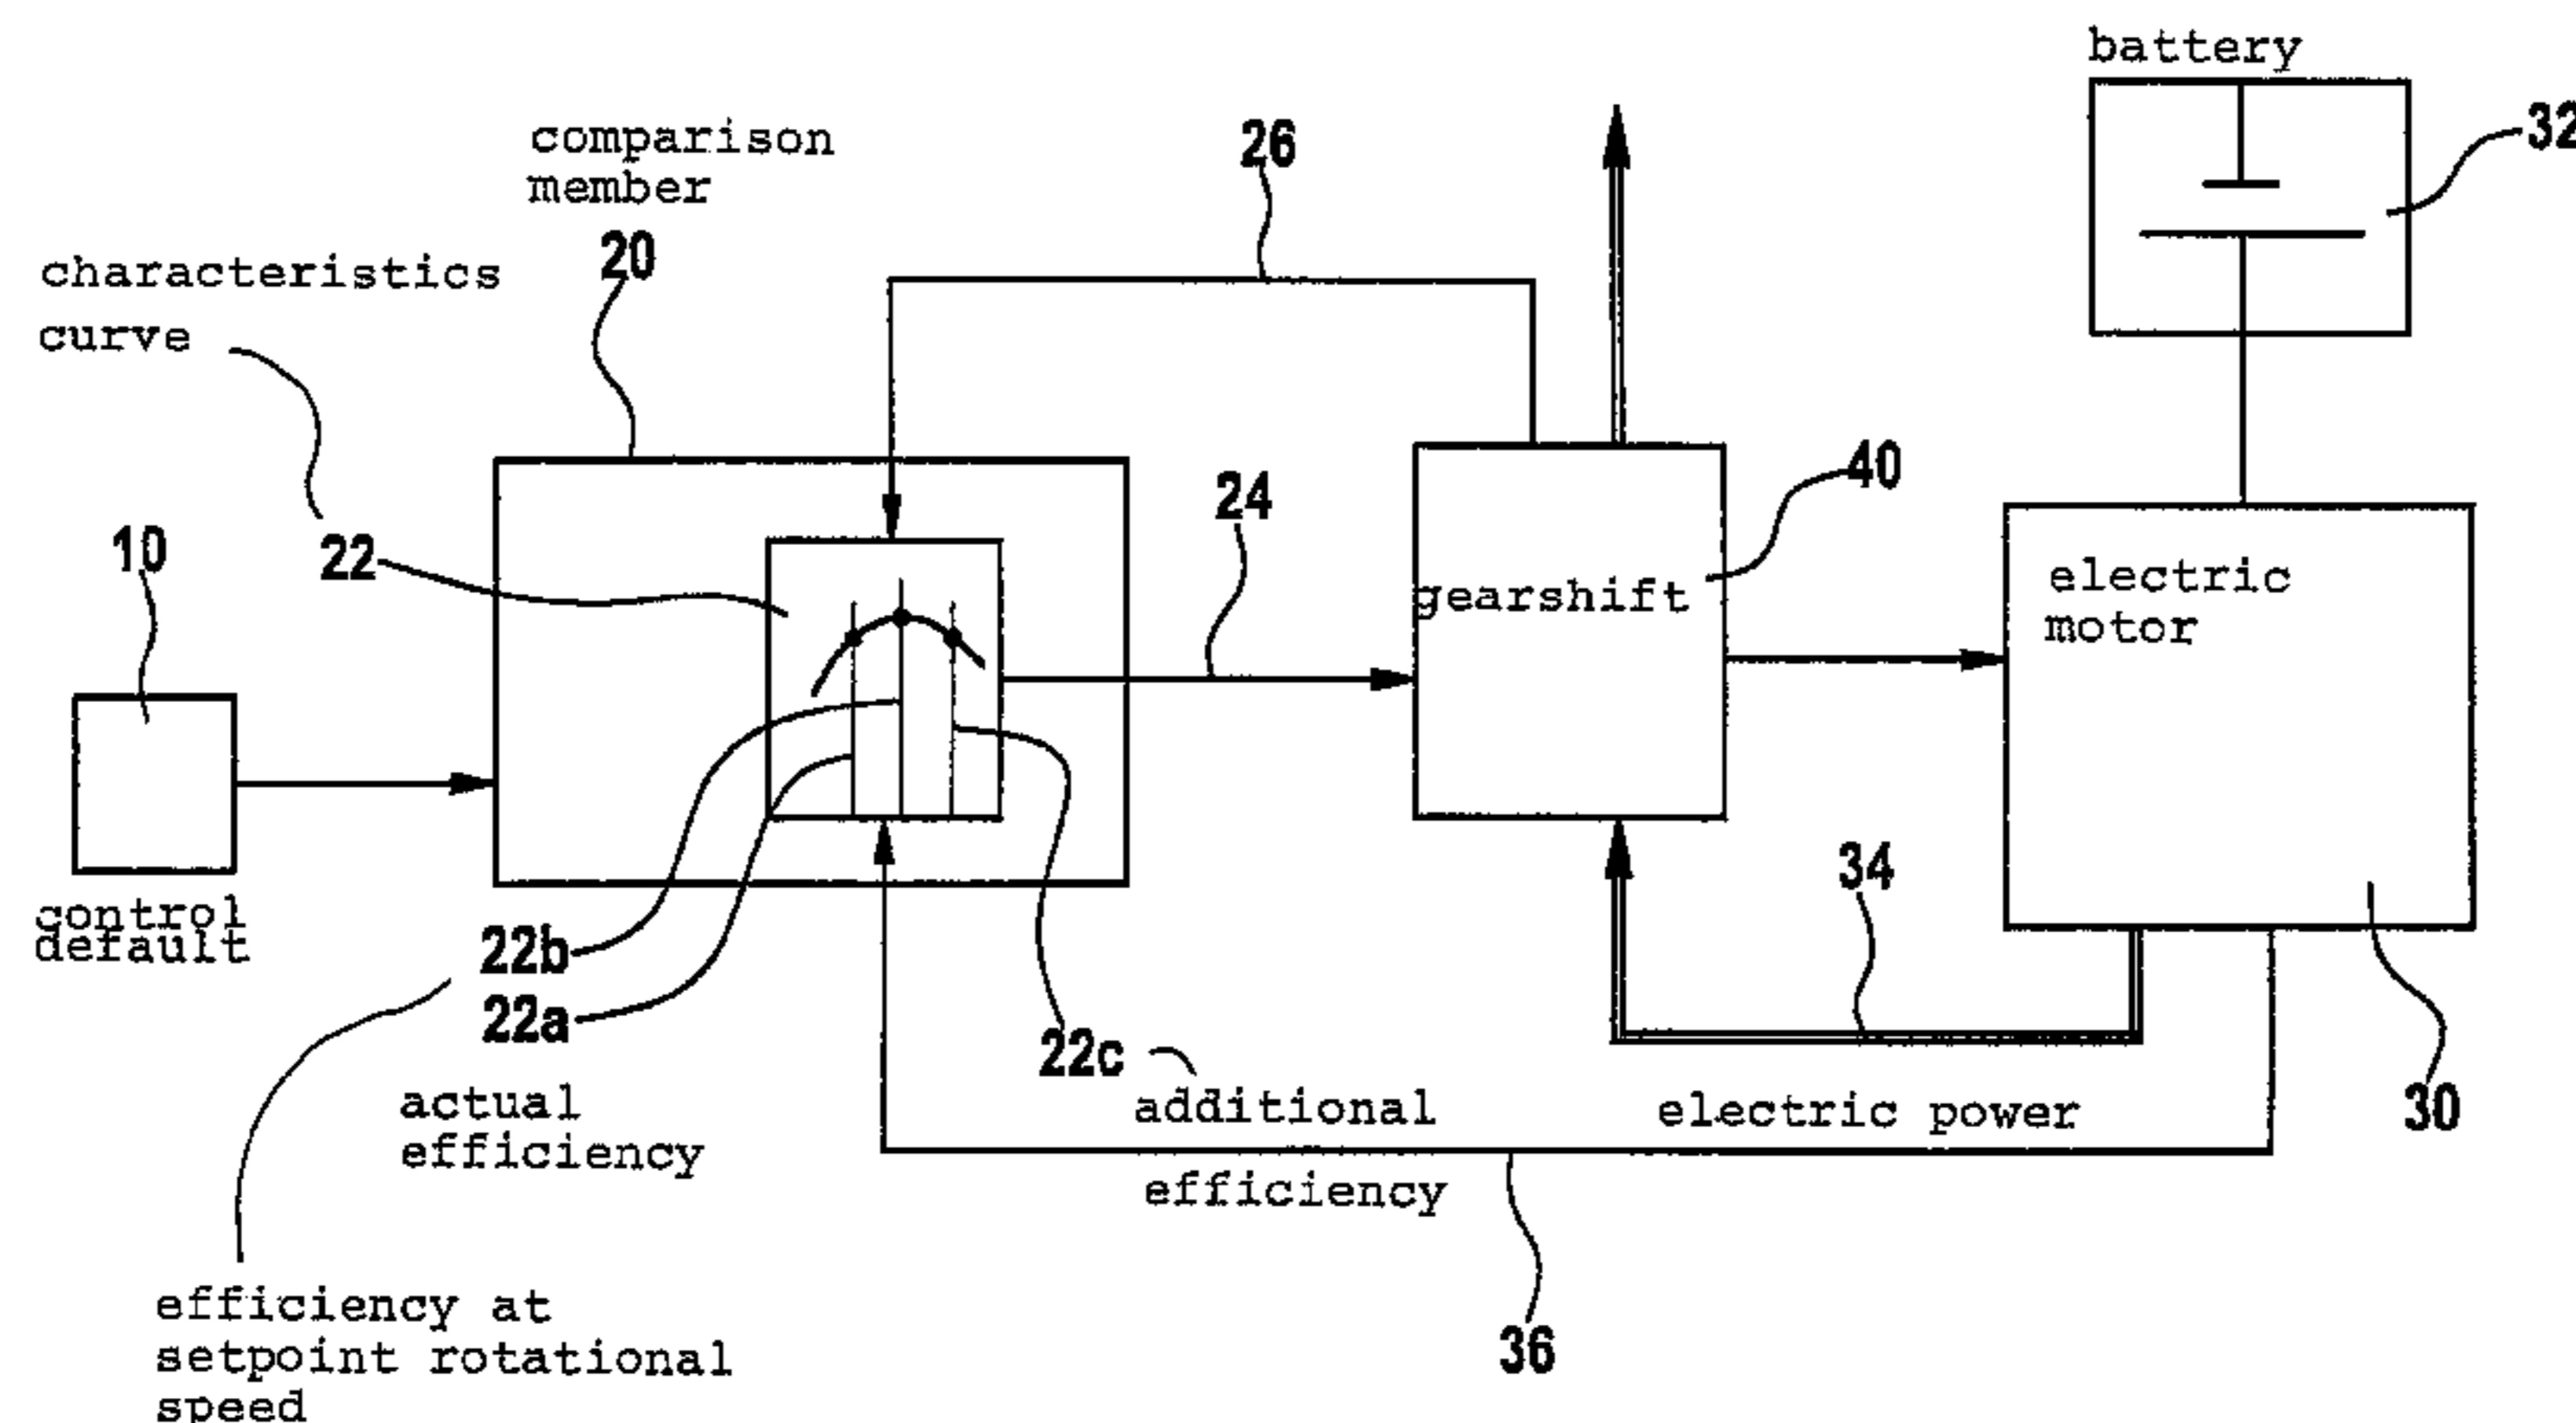 battery
32
comparison
member
20
26
characteristics
curve
22
10
24
40
gearshift
electric
motor
control
default
22b
22a
22c
34
30
actual
efficiency
additional
efficiency
electric power
36
efficiency at
setpoint rotational
speed